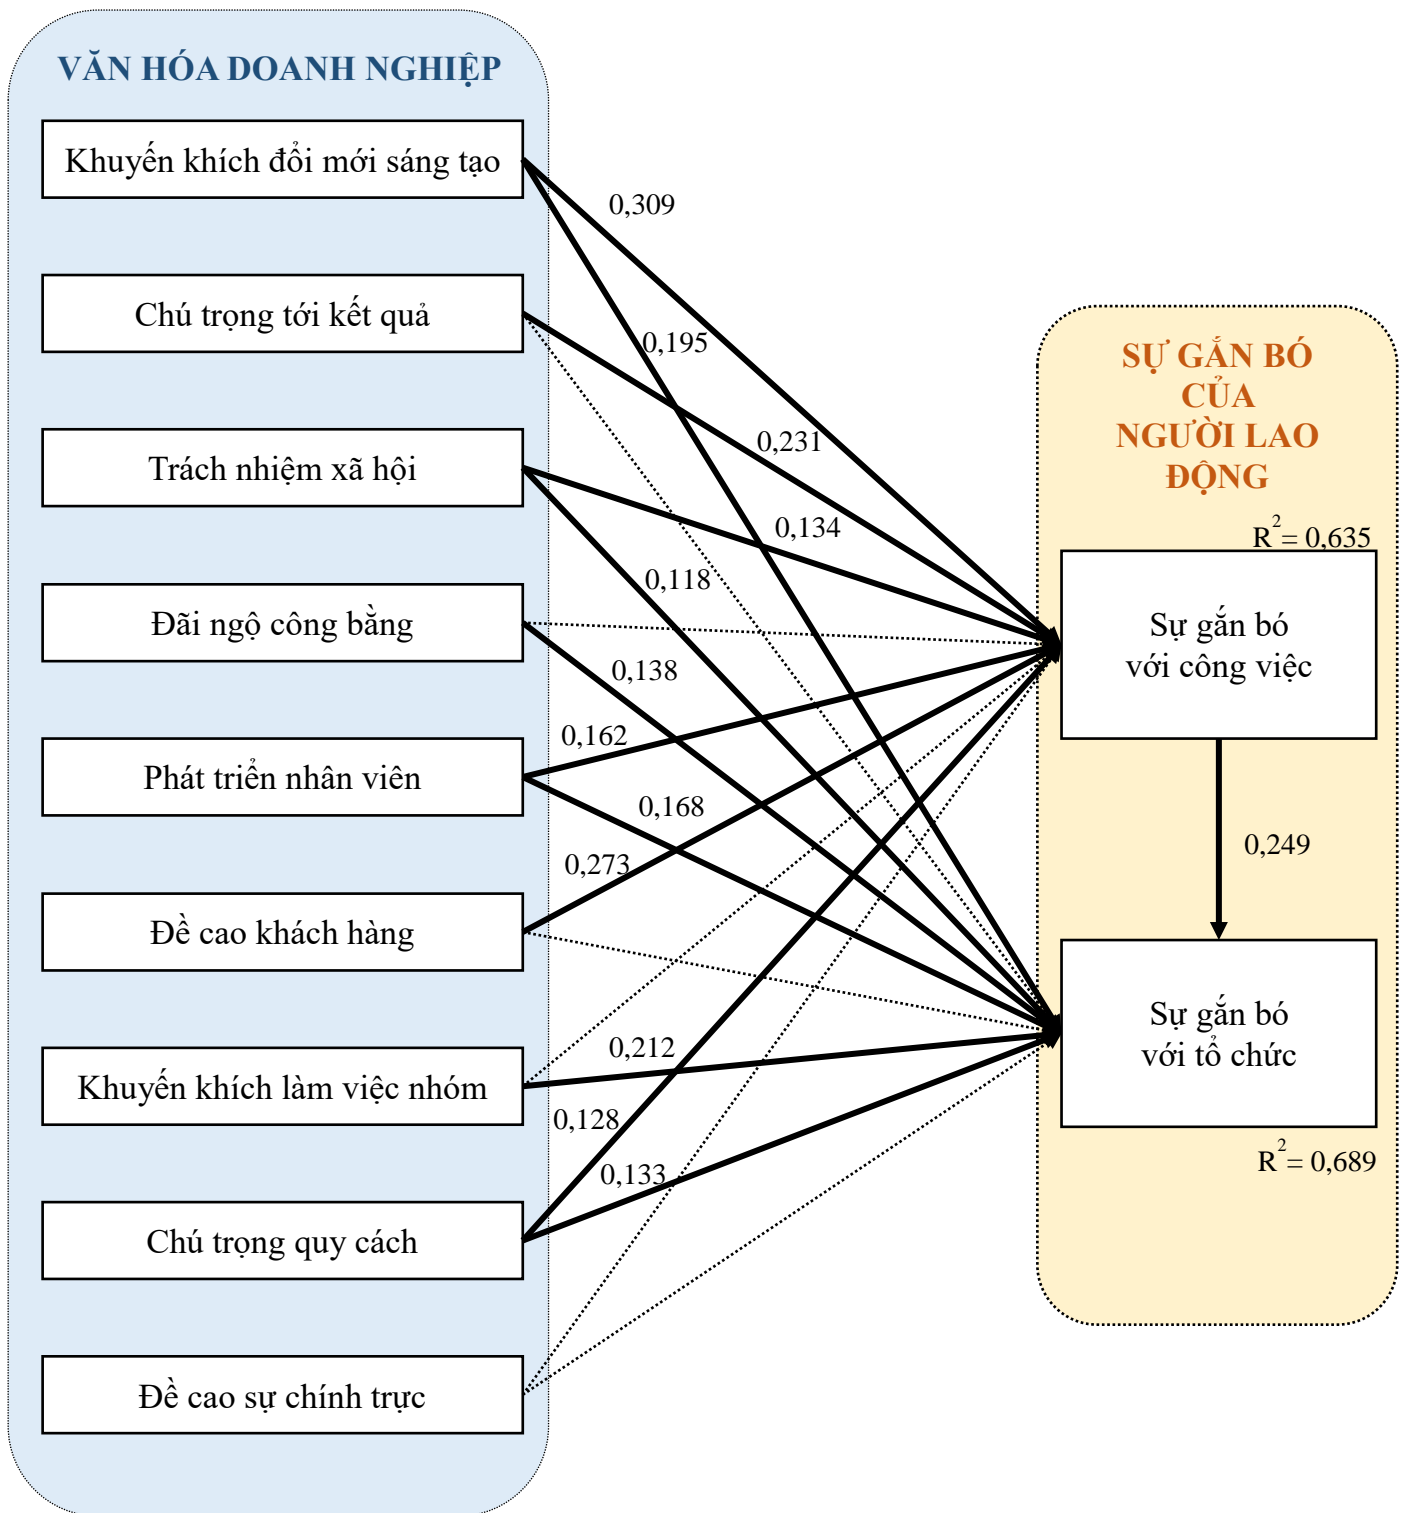 VĂN HÓA DOANH NGHIỆP
Khuyến khích đổi mới sáng tạo
Chú trọng tới kết quả
Trách nhiệm xã hội
Đãi ngộ công bằng
Phát triển nhân viên
Đề cao khách hàng
Khuyến khích làm việc nhóm
Chú trọng quy cách
Đề cao sự chính trực
0,309
0,195
0,231
0,134
0,118
0,138
0,162
0,168
0,273
0,212
0,128
0,133
SỰ GẮN BÓ
CỦA
NGƯỜI LAO
ĐỘNG
R²= 0,635
Sự gắn bó
với công việc
0,249
Sự gắn bó
với tổ chức
R²= 0,689